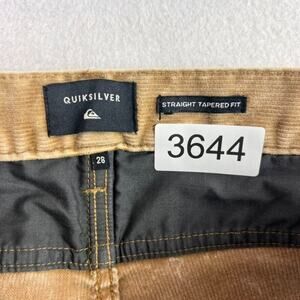 QUIKSILVER
STRAIGHT TAPERED FIT
3644
28